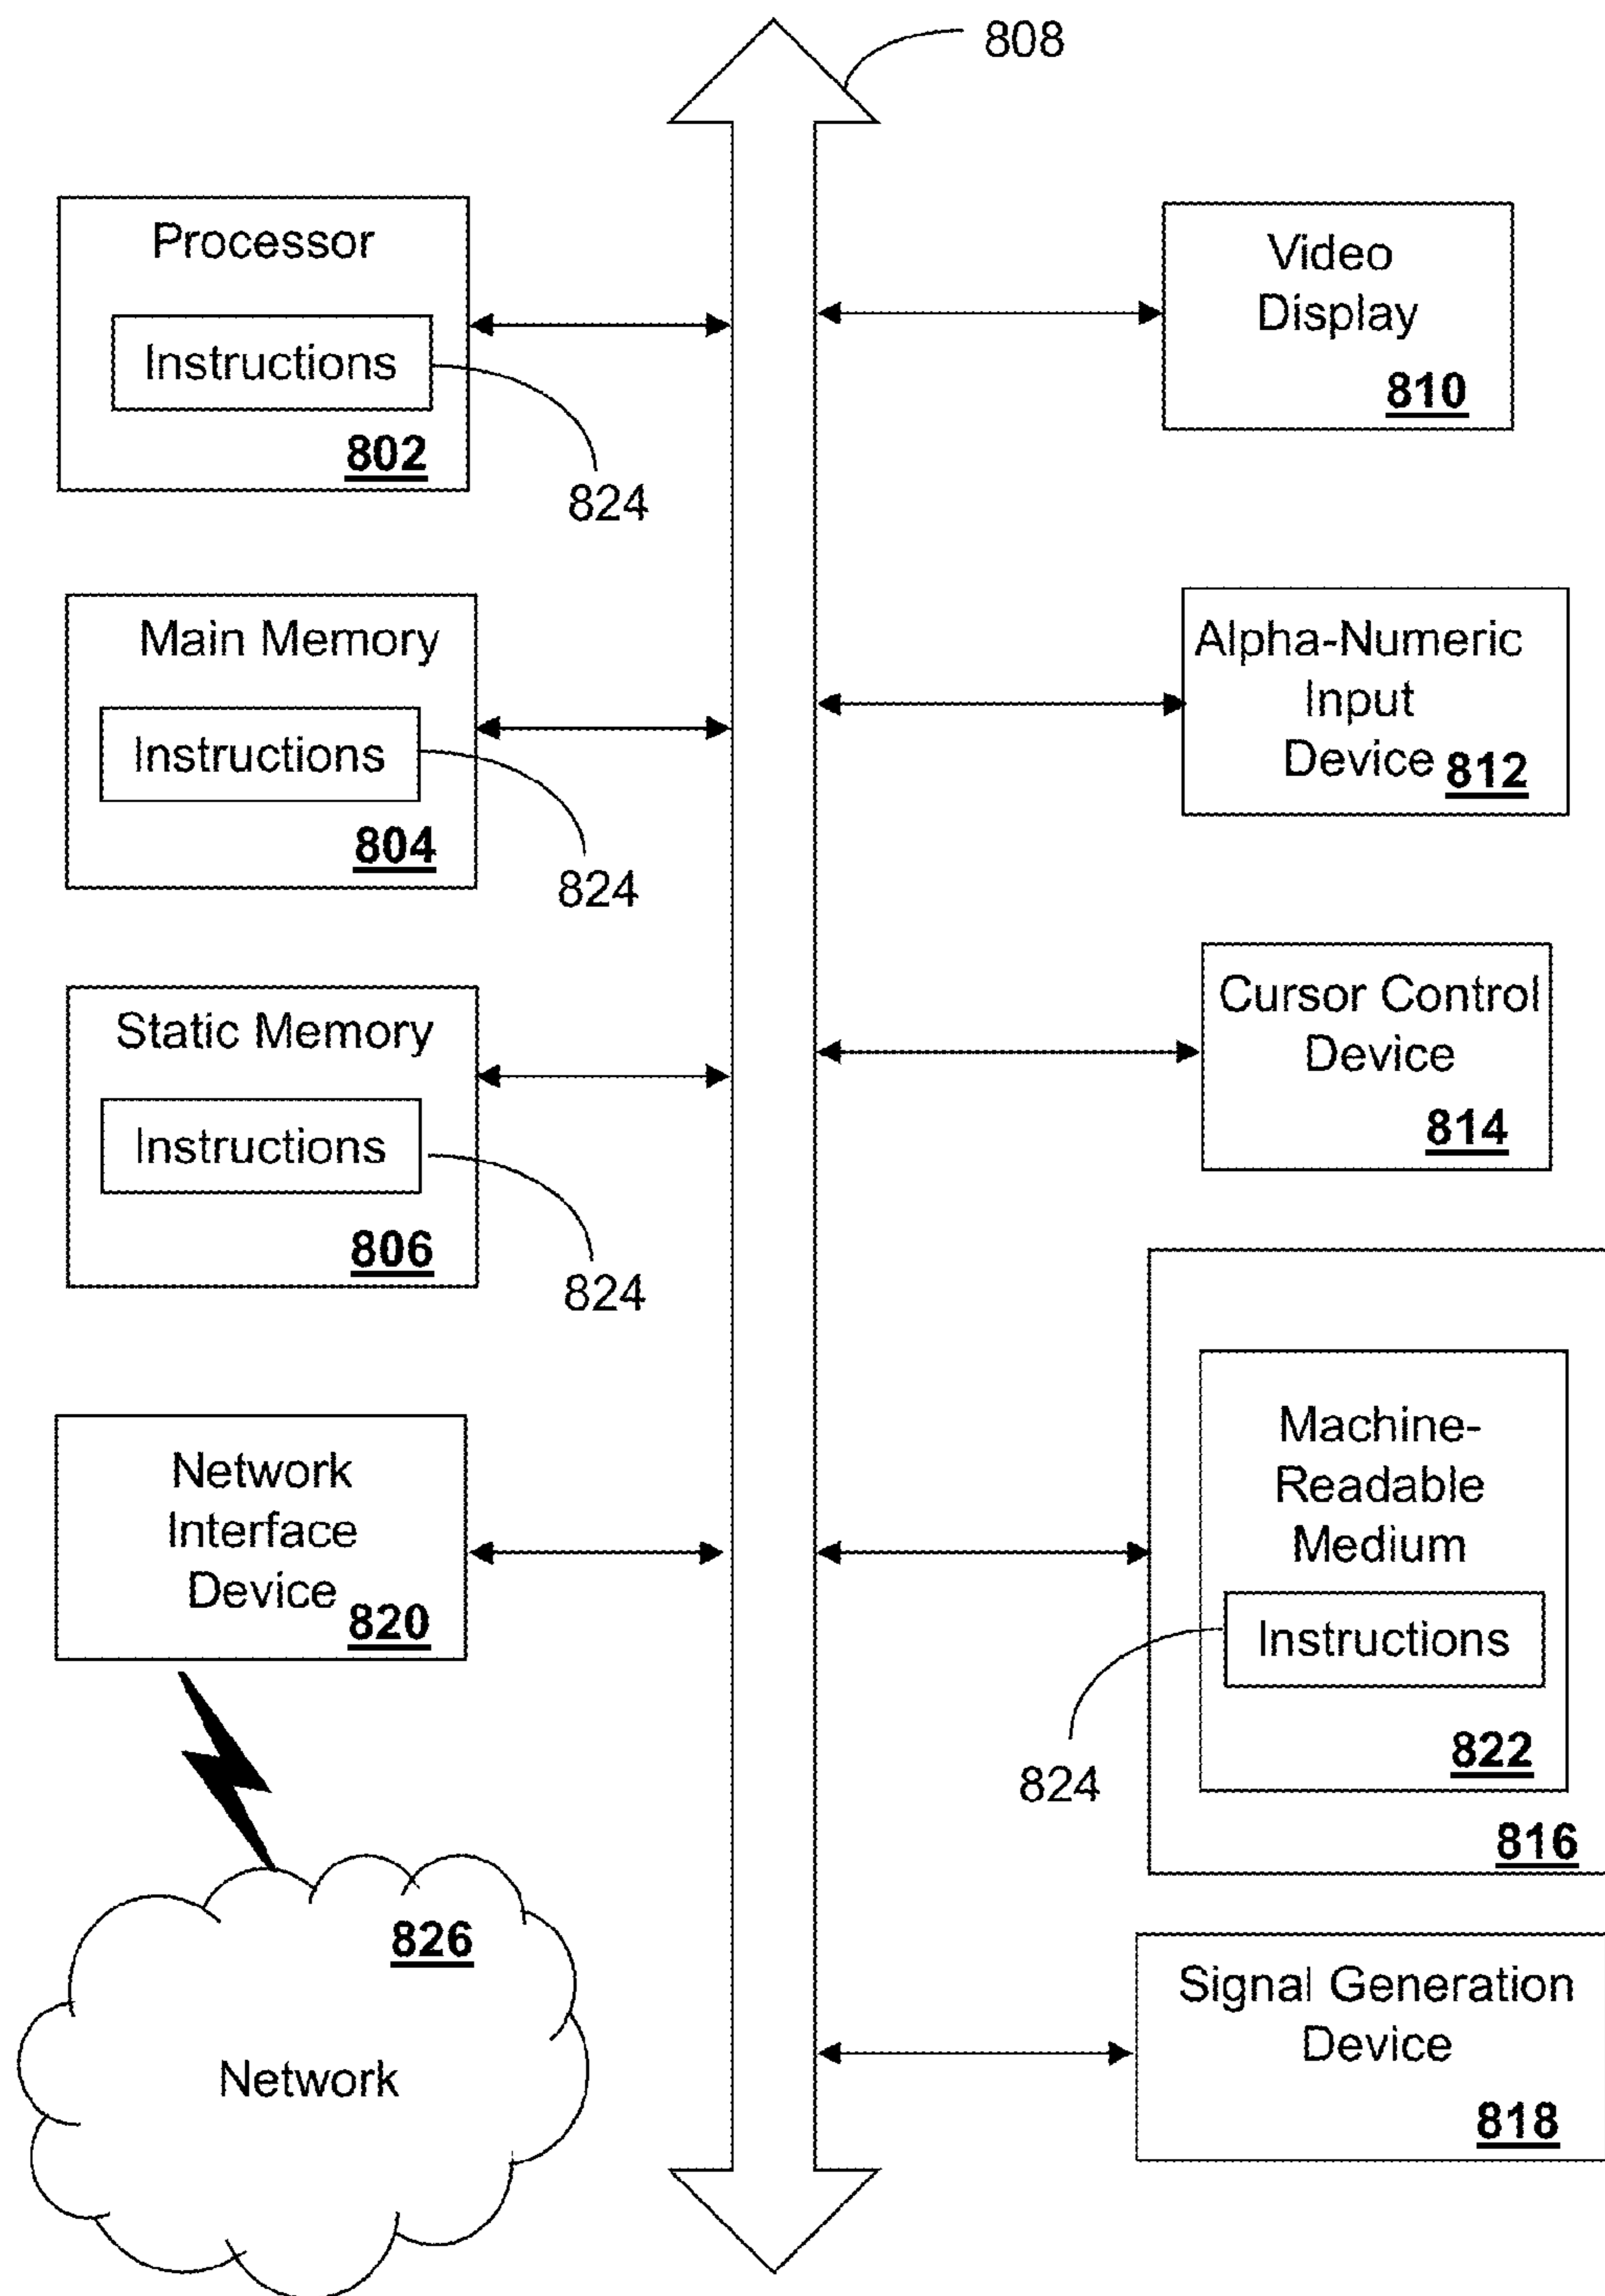 808
Processor
Instructions
802
824
Main Memory
Instructions
804
824
Static Memory
Instructions
806
824
Network
Interface
Device
820
826
Network
Video
Display
810
Alpha-Numeric
Input
Device 812
Cursor Control
Device
814
Machine-
Readable
Medium
Instructions
824
822
816
Signal Generation
Device
818